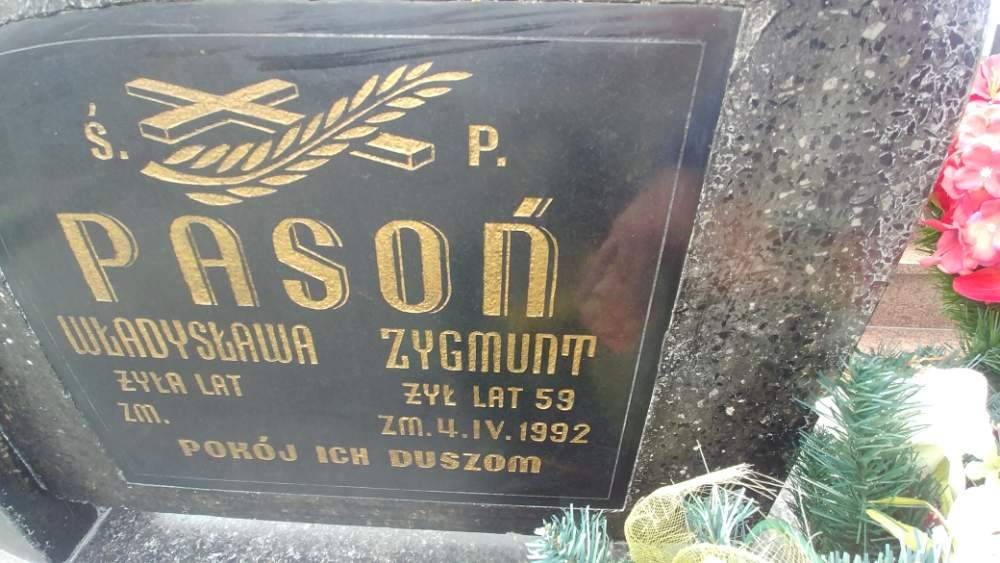 Ś. P.
PASOŃ
WŁADYSŁAWA ZYGMUNT
ŻYŁA LAT ŻYŁ LAT 59
ZM. ZM. 4.IV.1992
POKÓJ ICH DUSZOM